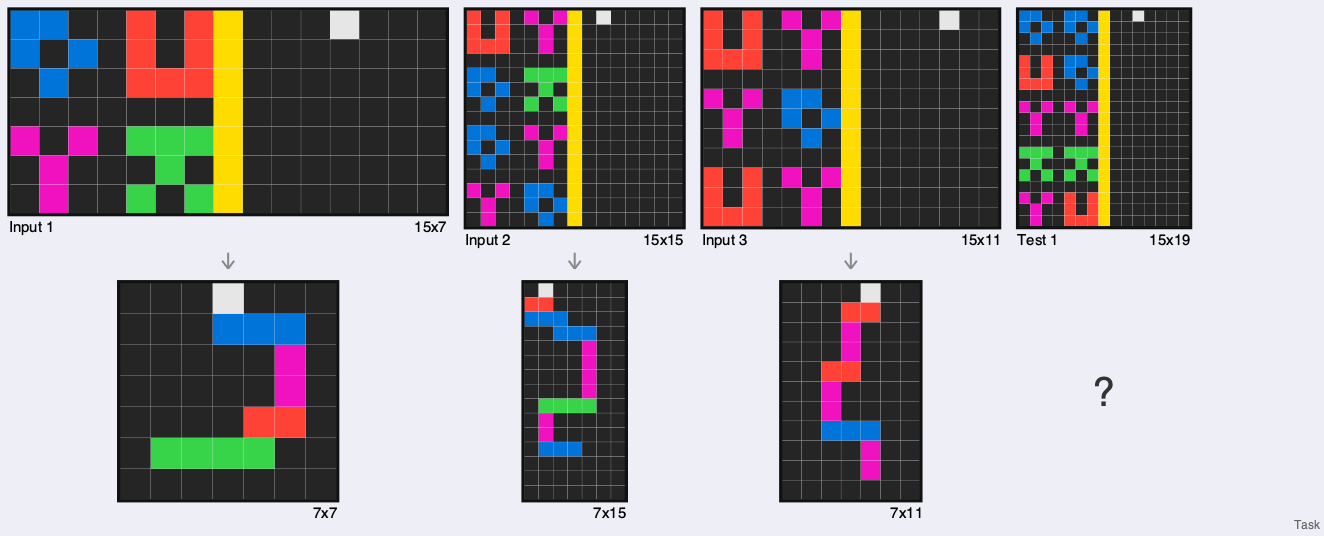 Input 1
15x7
Input 2
15x15
Input 3
15x11
Test 1
15x19
7x7
7x15
7x11
?
Task